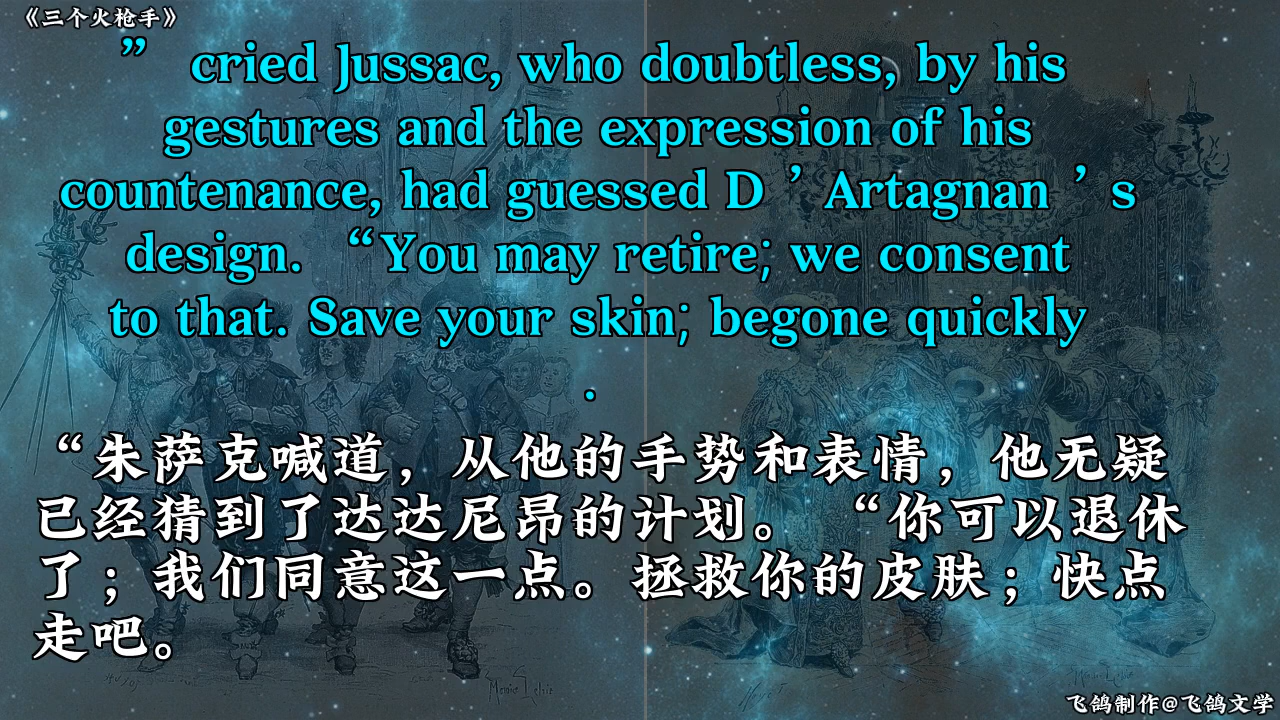 《三个火枪手》
” cried Jussac, who doubtless, by his
gestures and the expression of his
countenance, had guessed D ’ Artagnan ’ s
design. “You may retire; we consent
to that. Save your skin; begone quickly
.
“朱萨克喊道，从他的手势和表情，他无疑
已经猜到了达达尼昂的计划。 “你可以退休
了；我们同意这一点。拯救你的皮肤；快点
走吧。
飞鸽制作@飞鸽文学